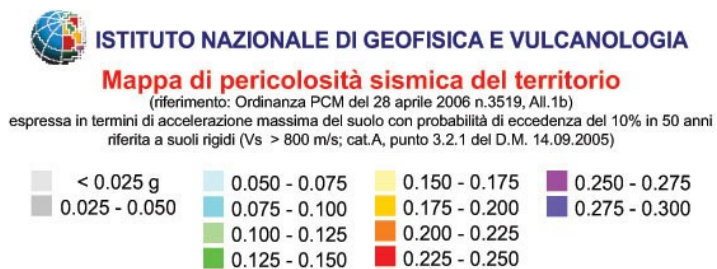 ISTITUTO NAZIONALE DI GEOFISICA E VULCANOLOGIA
Mappa di pericolosità sismica del territorio
(riferimento: Ordinanza PCM del 28 aprile 2006 n.3519, All.1b)
espressa in termini di accelerazione massima del suolo con probabilità di eccedenza del 10% in 50 anni
riferita a suoli rigidi (Vs > 800 m/s; cat.A, punto 3.2.1 del D.M. 14.09.2005)
< 0.025 g
0.025 - 0.050
0.050 - 0.075
0.075 - 0.100
0.100 - 0.125
0.125 - 0.150
0.150 - 0.175
0.175 - 0.200
0.200 - 0.225
0.225 - 0.250
0.250 - 0.275
0.275 - 0.300